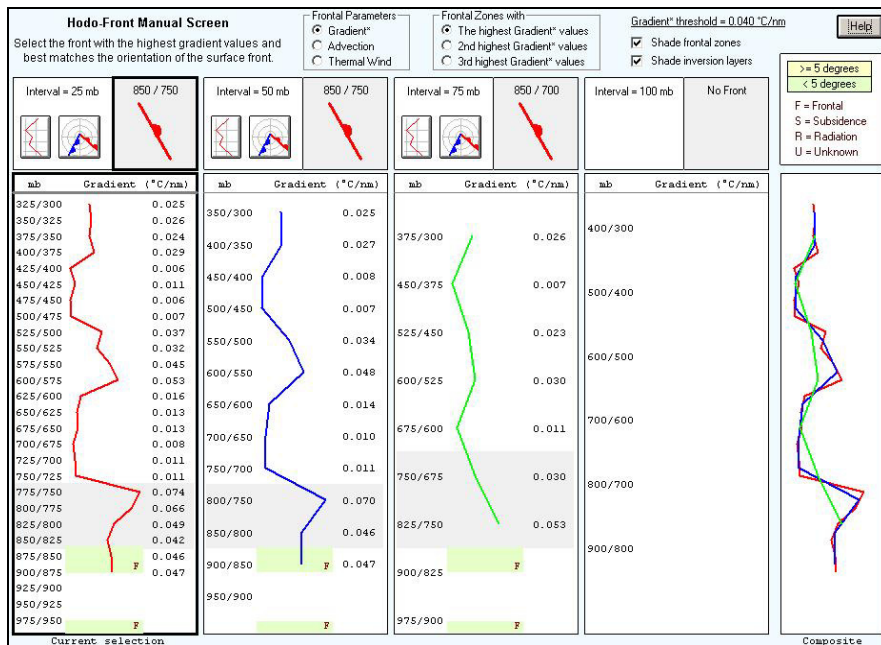 Hodo-Front Manual Screen
Select the front with the highest gradient values and
best matches the orientation of the surface front.
Frontal Parameters
Gradient*
Advection
Thermal Wind
Frontal Zones with
The highest Gradient* values
2nd highest Gradient* values
3rd highest Gradient* values
Gradient* threshold = 0.040 °C/nm
Shade frontal zones
Shade inversion layers
Help
>= 5 degrees
< 5 degrees
F = Frontal
S = Subsidence
R = Radiation
U = Unknown
Interval = 25 mb 850 / 750
Interval = 50 mb 850 / 750
Interval = 75 mb 850 / 700
Interval = 100 mb No Front
mb Gradient (°C/nm)
325/300 0.025
350/325 0.026
375/350 0.024
400/375 0.029
425/400 0.006
450/425 0.011
475/450 0.006
500/475 0.007
525/500 0.037
550/525 0.032
575/550 0.045
600/575 0.053
625/600 0.016
650/625 0.013
675/650 0.013
700/675 0.008
725/700 0.011
750/725 0.011
775/750 0.074
800/775 0.066
825/800 0.049
850/825 0.042
875/850 0.046
900/875 F 0.047
925/900
950/925
975/950 F
Current selection
mb Gradient (°C/nm)
350/300 0.025
400/350 0.027
450/400 0.008
500/450 0.007
550/500 0.034
600/550 0.048
650/600 0.014
700/650 0.010
750/700 0.011
800/750 0.070
850/800 0.046
900/850 F 0.047
950/900
mb Gradient (°C/nm)
375/300 0.026
450/375 0.007
525/450 0.023
600/525 0.030
675/600 0.011
750/675 0.030
825/750 0.053
900/825 F
975/900 F
mb Gradient (°C/nm)
400/300
500/400
600/500
700/600
800/700
900/800
Composite